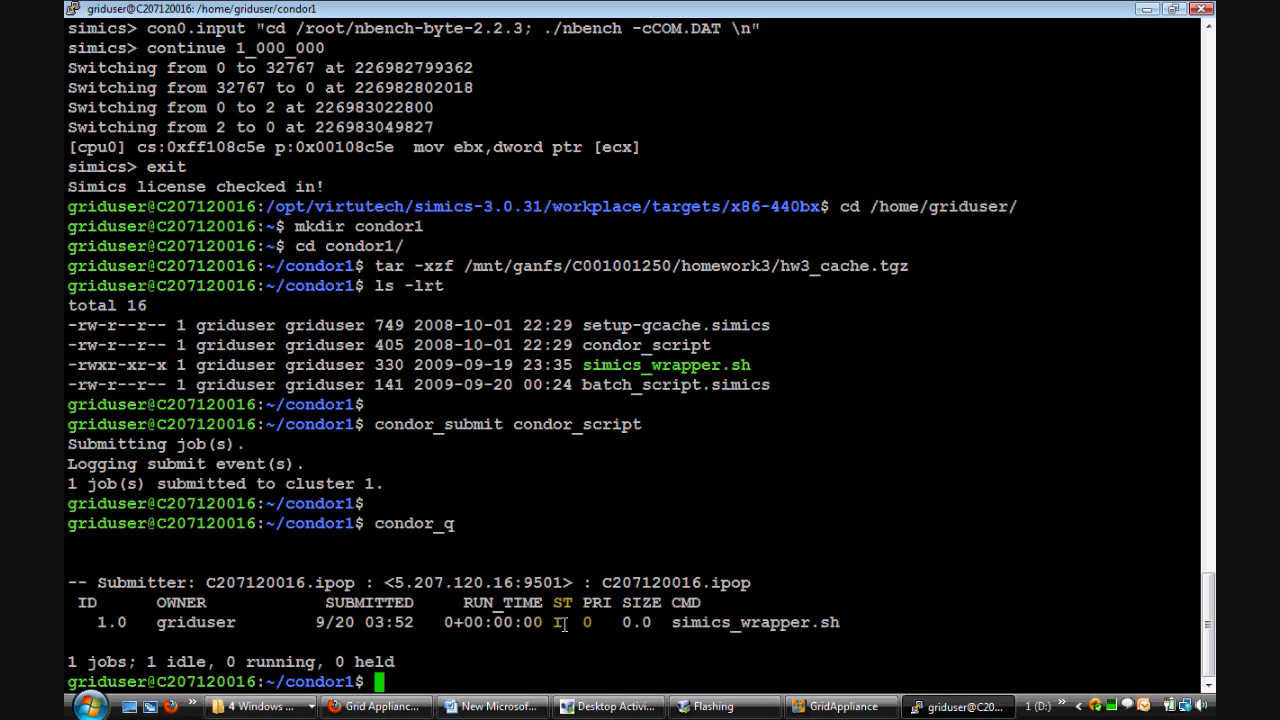 griduser@C207120016: /home/griduser/condor1
simics> con0.input "cd /root/nbench-byte-2.2.3; ./nbench -cCOM.DAT \n"
simics> continue 1_000_000
Switching from 0 to 32767 at 226982799362
Switching from 32767 to 0 at 226982802018
Switching from 0 to 2 at 226983022800
Switching from 2 to 0 at 226983049827
[cpu0] cs:0xff108c5e p:0x00108c5e  mov ebx,dword ptr [ecx]
simics> exit
Simics license checked in!
griduser@C207120016:/opt/virtutech/simics-3.0.31/workplace/targets/x86-440bx$ cd /home/griduser/
griduser@C207120016:~$ mkdir condor1
griduser@C207120016:~$ cd condor1/
griduser@C207120016:~/condor1$ tar -xzf /mnt/ganfs/C001001250/homework3/hw3_cache.tgz
griduser@C207120016:~/condor1$ ls -lrt
total 16
-rw-r--r-- 1 griduser griduser 749 2008-10-01 22:29 setup-gcache.simics
-rw-r--r-- 1 griduser griduser 405 2008-10-01 22:29 condor_script
-rwxr-xr-x 1 griduser griduser 330 2009-09-19 23:35 simics_wrapper.sh
-rw-r--r-- 1 griduser griduser 141 2009-09-20 00:24 batch_script.simics
griduser@C207120016:~/condor1$
griduser@C207120016:~/condor1$ condor_submit condor_script
Submitting job(s).
Logging submit event(s).
1 job(s) submitted to cluster 1.
griduser@C207120016:~/condor1$
griduser@C207120016:~/condor1$ condor_q
-- Submitter: C207120016.ipop : <5.207.120.16:9501> : C207120016.ipop
ID OWNER SUBMITTED RUN_TIME ST PRI SIZE CMD
1.0 griduser 9/20 03:52 0+00:00:00 I 0 0.0 simics_wrapper.sh
1 jobs; 1 idle, 0 running, 0 held
griduser@C207120016:~/condor1$
4 Windows ... Grid Applianc... New Microsof... Desktop Activi... Flashing GridAppliance griduser@C20... 1 (D:)